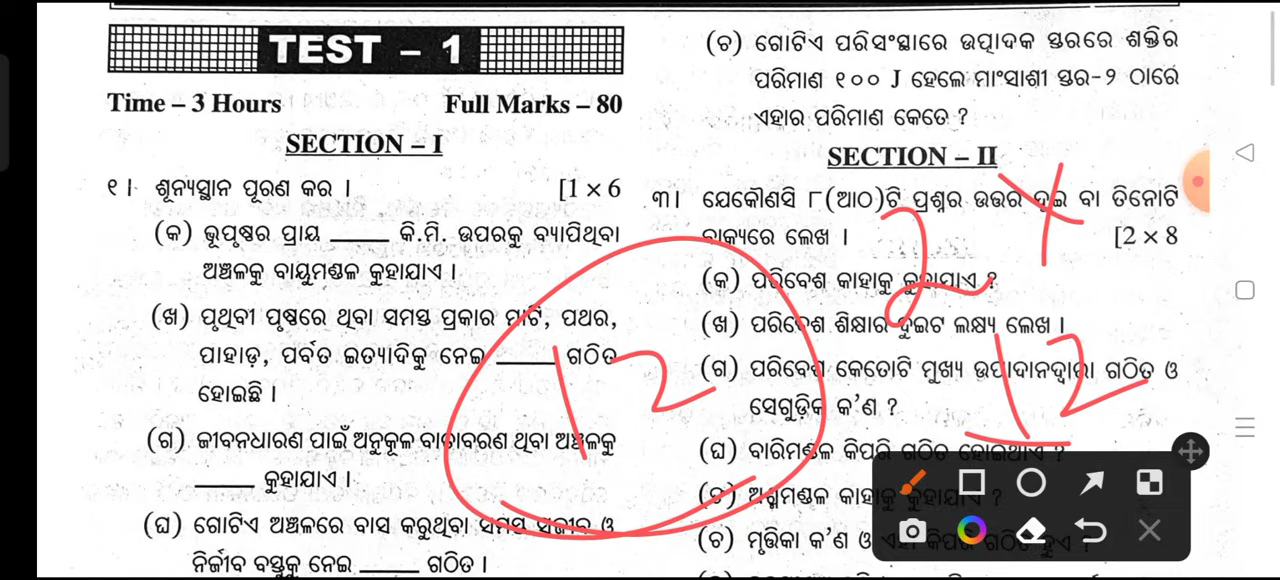 TEST – 1
Time – 3 Hours Full Marks – 80
SECTION – I
୧। ଶୂନ୍ୟସ୍ଥାନ ପୂରଣ କର । [1 × 6
(କ) ଭୂପୃଷ୍ଠର ପ୍ରାୟ _____ କି.ମି. ଉପରକୁ ବ୍ୟାପିଥିବା
ଅଞ୍ଚଳକୁ ବାୟୁମଣ୍ଡଳ କୁହାଯାଏ ।
(ଖ) ପୃଥିବୀ ପୃଷ୍ଠରେ ଥିବା ସମସ୍ତ ପ୍ରକାର ମାଟି, ପଥର,
ପାହାଡ଼, ପର୍ବତ ଇତ୍ୟାଦିକୁ ନେଇ _____ ଗଠିତ
ହୋଇଛି ।
(ଗ) ଜୀବନଧାରଣ ପାଇଁ ଅନୁକୂଳ ବାତାବରଣ ଥିବା ଅଞ୍ଚଳକୁ
_____ କୁହାଯାଏ ।
(ଘ) ଗୋଟିଏ ଅଞ୍ଚଳରେ ବାସ କରୁଥିବା ସମସ୍ତ ସଜୀବ ଓ
ନିର୍ଜୀବ ବସ୍ତୁକୁ ନେଇ _____ ଗଠିତ ।
(ଚ) ଗୋଟିଏ ପରିସଂସ୍ଥାରେ ଉତ୍ପାଦକ ସ୍ତରରେ ଶକ୍ତିର
ପରିମାଣ ୧୦୦ J ହେଲେ ମାଂସାଶୀ ସ୍ତର-୨ ଠାରେ
ଏହାର ପରିମାଣ କେତେ ?
SECTION – II
୩। ଯେକୌଣସି ୮(ଆଠ)ଟି ପ୍ରଶ୍ନର ଉତ୍ତର ଦୁଇ ବା ତିନୋଟି
ବାକ୍ୟରେ ଲେଖ । [2 × 8
(କ) ପରିବେଶ କାହାକୁ କୁହାଯାଏ ?
(ଖ) ପରିବେଶ ଶିକ୍ଷାର ଦୁଇଟି ଲକ୍ଷ୍ୟ ଲେଖ ।
(ଗ) ପରିବେଶ କେତୋଟି ମୁଖ୍ୟ ଉପାଦାନଦ୍ୱାରା ଗଠିତ ଓ
ସେଗୁଡ଼ିକ କ'ଣ ?
(ଘ) ବାରିମଣ୍ଡଳ କିପରି ଗଠିତ ହୋଇଥାଏ ?
(ଙ) ଅଶ୍ମମଣ୍ଡଳ କାହାକୁ କୁହାଯାଏ ?
(ଚ) ମୃତ୍ତିକା କ'ଣ ଓ ଏହା କିପରି ଗଠିତ ହୁଏ ?
12
2 ×
12